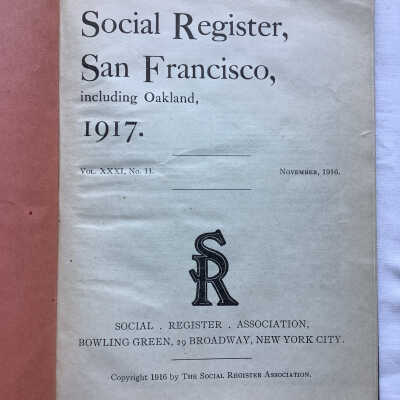 Social Register,
San Francisco,
including Oakland,
1917.
Vol. XXXI, No. 11. November, 1916.
SR
SOCIAL . REGISTER . ASSOCIATION,
BOWLING GREEN, 29 BROADWAY, NEW YORK CITY.
Copyright 1916 by The Social Register Association.